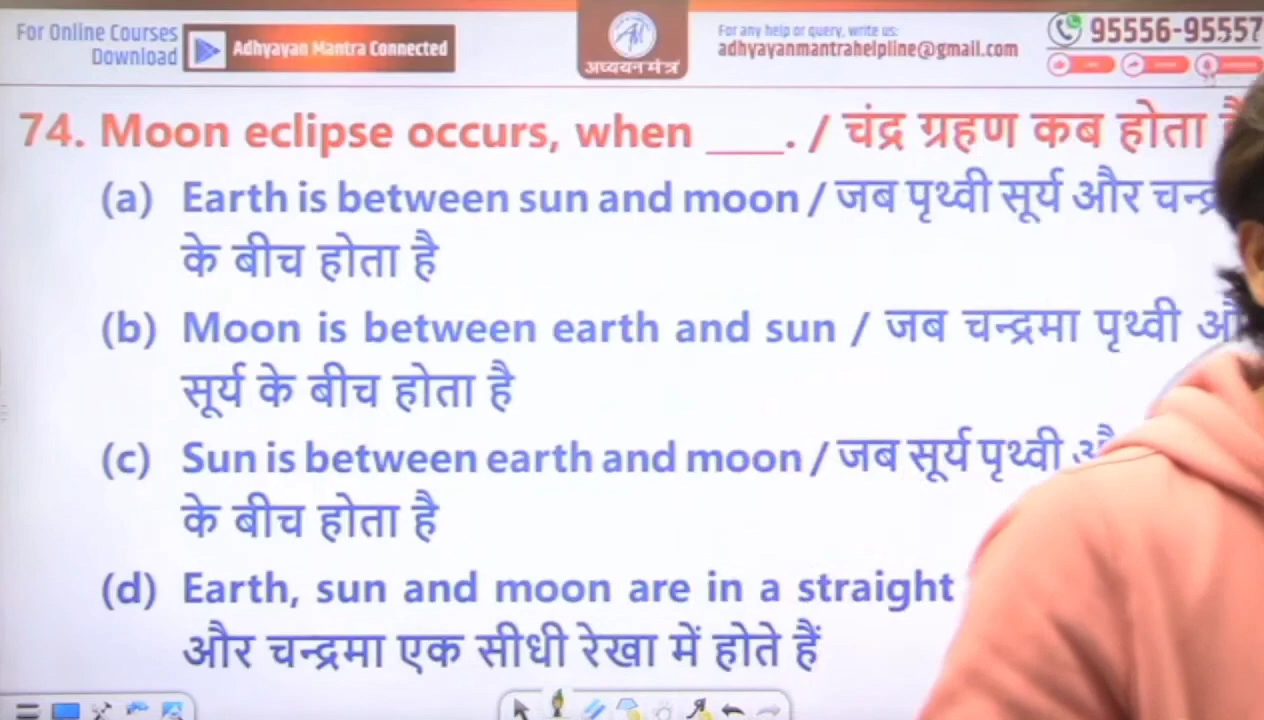 For Online Courses
Download
Adhyayan Mantra Connected
अध्ययन मंत्र
For any help or query, write us:
adhyayanmantrahelpline@gmail.com
95556-95557
74. Moon eclipse occurs, when ____. / चंद्र ग्रहण कब होता
(a) Earth is between sun and moon / जब पृथ्वी सूर्य और
के बीच होता है
(b) Moon is between earth and sun / जब चन्द्रमा पृथ्वी
सूर्य के बीच होता है
(c) Sun is between earth and moon / जब सूर्य पृथ्वी
के बीच होता है
(d) Earth, sun and moon are in a straight
और चन्द्रमा एक सीधी रेखा में होते हैं